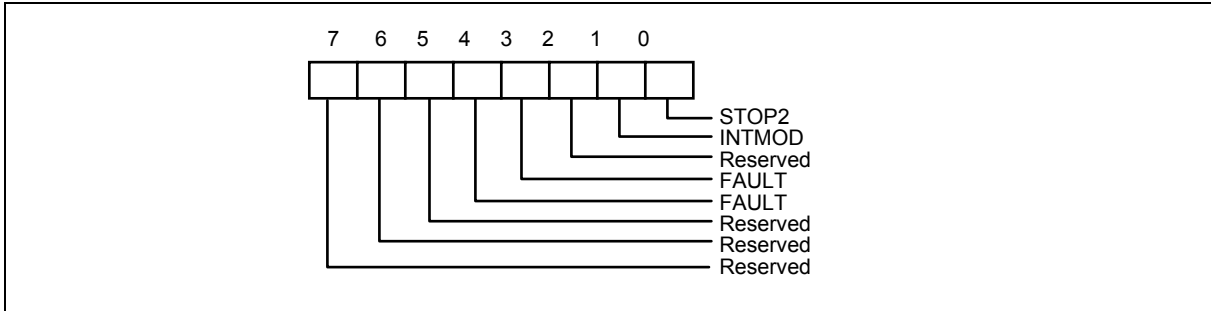 7 6 5 4 3 2 1 0
STOP2
INTMOD
Reserved
FAULT
FAULT
Reserved
Reserved
Reserved